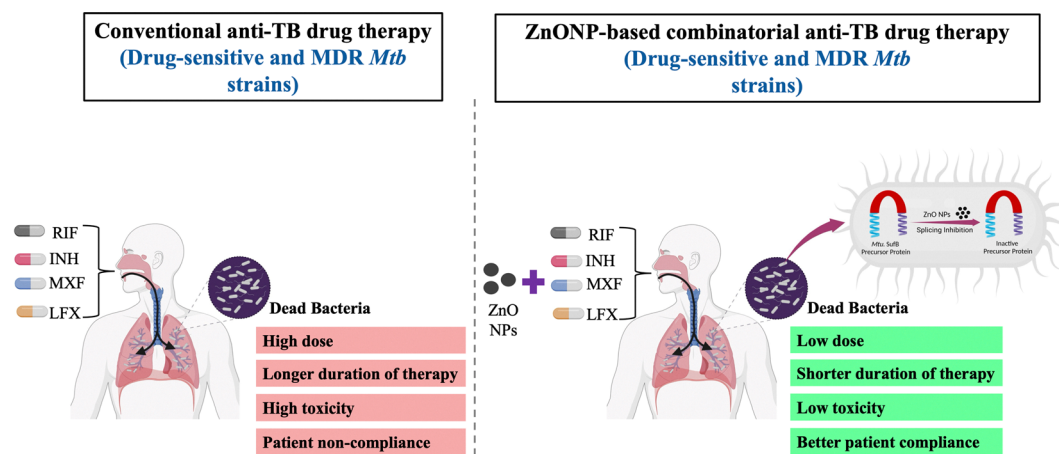 Conventional anti-TB drug therapy
(Drug-sensitive and MDR Mtb
strains)
RIF
INH
MXF
LFX
Dead Bacteria
High dose
Longer duration of therapy
High toxicity
Patient non-compliance
ZnONP-based combinatorial anti-TB drug therapy
(Drug-sensitive and MDR Mtb
strains)
ZnO
NPs
RIF
INH
MXF
LFX
Dead Bacteria
ZnO NPs
Splicing Inhibition
Mtu. SufB
Precursor Protein
Inactive
Precursor Protein
Low dose
Shorter duration of therapy
Low toxicity
Better patient compliance